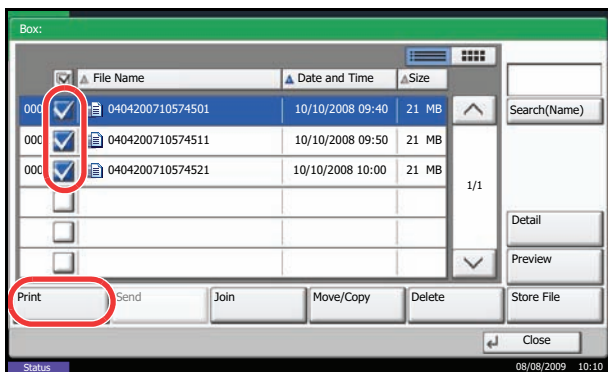 Box:
File Name Date and Time Size
000 0404200710574501 10/10/2008 09:40 21 MB
000 0404200710574511 10/10/2008 09:50 21 MB
000 0404200710574521 10/10/2008 10:00 21 MB
1/1
Search(Name)
Detail
Preview
Print Send Join Move/Copy Delete Store File
Close
Status 08/08/2009 10:10